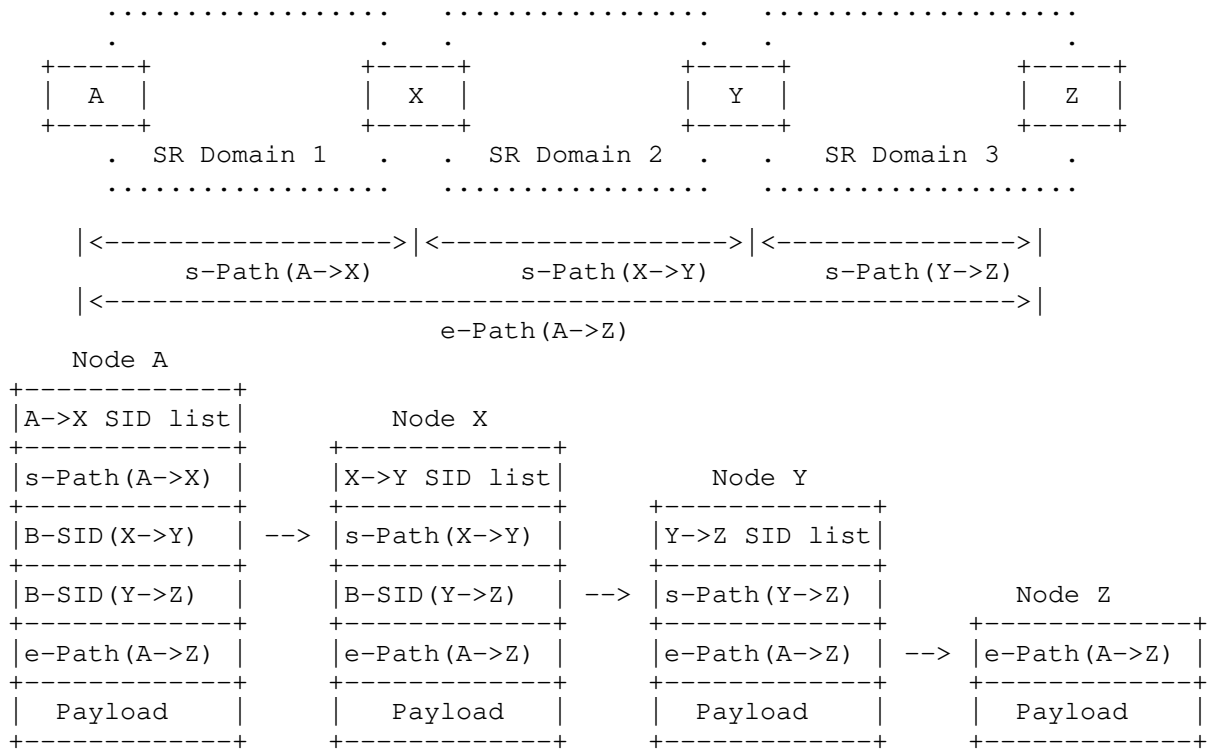 A X Y Z
SR Domain 1 SR Domain 2 SR Domain 3
s-Path(A->X) s-Path(X->Y) s-Path(Y->Z)
e-Path(A->Z)
Node A
A->X SID list Node X
s-Path(A->X) X->Y SID list Node Y
B-SID(X->Y) --> s-Path(X->Y) Y->Z SID list
B-SID(Y->Z) B-SID(Y->Z) --> s-Path(Y->Z) Node Z
e-Path(A->Z) e-Path(A->Z) e-Path(A->Z) --> e-Path(A->Z)
Payload Payload Payload Payload